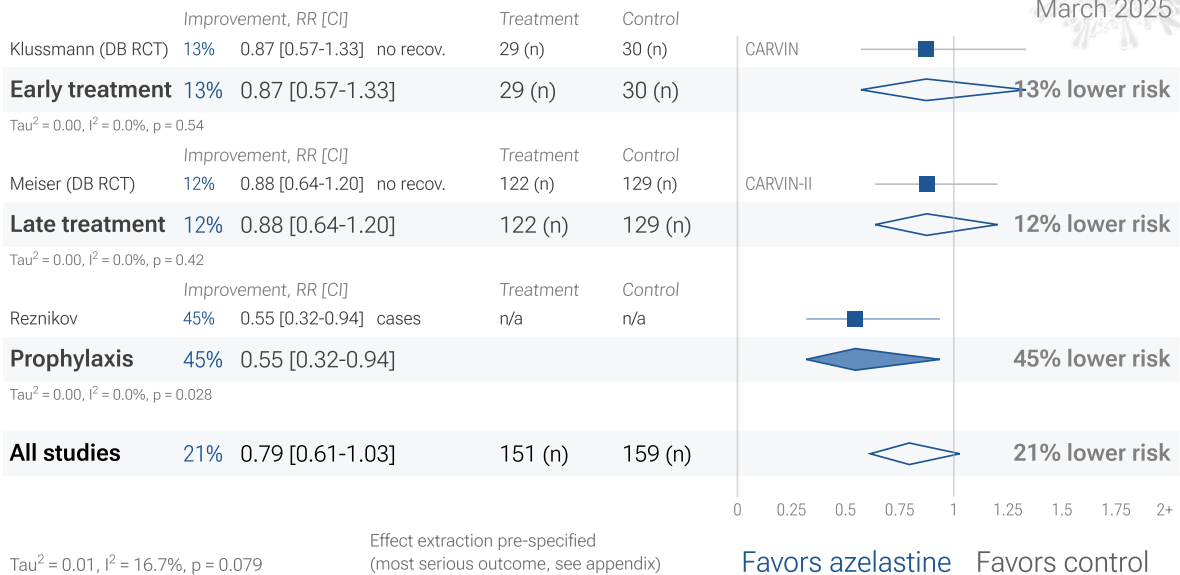 March 2025
Improvement, RR [CI] Treatment Control
Klussmann (DB RCT) 13% 0.87 [0.57-1.33] no recov. 29 (n) 30 (n) CARVIN
Early treatment 13% 0.87 [0.57-1.33] 29 (n) 30 (n) 13% lower risk
Tau² = 0.00, I² = 0.0%, p = 0.54
Improvement, RR [CI] Treatment Control
Meiser (DB RCT) 12% 0.88 [0.64-1.20] no recov. 122 (n) 129 (n) CARVIN-II
Late treatment 12% 0.88 [0.64-1.20] 122 (n) 129 (n) 12% lower risk
Tau² = 0.00, I² = 0.0%, p = 0.42
Improvement, RR [CI] Treatment Control
Reznikov 45% 0.55 [0.32-0.94] cases n/a n/a
Prophylaxis 45% 0.55 [0.32-0.94] 45% lower risk
Tau² = 0.00, I² = 0.0%, p = 0.028
All studies 21% 0.79 [0.61-1.03] 151 (n) 159 (n) 21% lower risk
0 0.25 0.5 0.75 1 1.25 1.5 1.75 2+
Tau² = 0.01, I² = 16.7%, p = 0.079
Effect extraction pre-specified
(most serious outcome, see appendix)
Favors azelastine Favors control